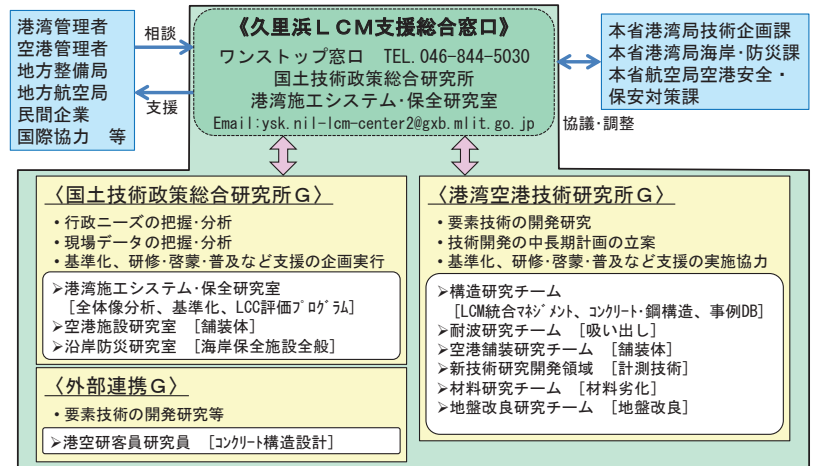 港湾管理者
空港管理者
地方整備局
地方航空局
民間企業
国際協力　等
相談
支援
《久里浜ＬＣＭ支援総合窓口》
ワンストップ窓口　TEL.046-844-5030
国土技術政策総合研究所
港湾施工システム・保全研究室
Email:ysk.nil-lcm-center2@gxb.mlit.go.jp
協議・調整
本省港湾局技術企画課
本省港湾局海岸・防災課
本省航空局空港安全・
保安対策課
〈国土技術政策総合研究所Ｇ〉
・行政ニーズの把握・分析
・現場データの把握・分析
・基準化、研修・啓蒙・普及など支援の企画実行
➢港湾施工システム・保全研究室
［全体像分析、基準化、LCC評価ﾌﾟﾛｸﾞﾗﾑ］
➢空港施設研究室　［舗装体］
➢沿岸防災研究室　［海岸保全施設全般］
〈外部連携Ｇ〉
・要素技術の開発研究等
➢港空研客員研究員　［ｺﾝｸﾘｰﾄ構造設計］
〈港湾空港技術研究所Ｇ〉
・要素技術の開発研究
・技術開発の中長期計画の立案
・基準化、研修・啓蒙・普及など支援の実施協力
➢構造研究チーム
［LCM統合ﾏﾈｼﾞﾒﾝﾄ、ｺﾝｸﾘｰﾄ・鋼構造、事例DB］
➢耐波研究チーム　［吸い出し］
➢空港舗装研究チーム　［舗装体］
➢新技術研究開発領域　［計測技術］
➢材料研究チーム　［材料劣化］
➢地盤改良研究チーム　［地盤改良］